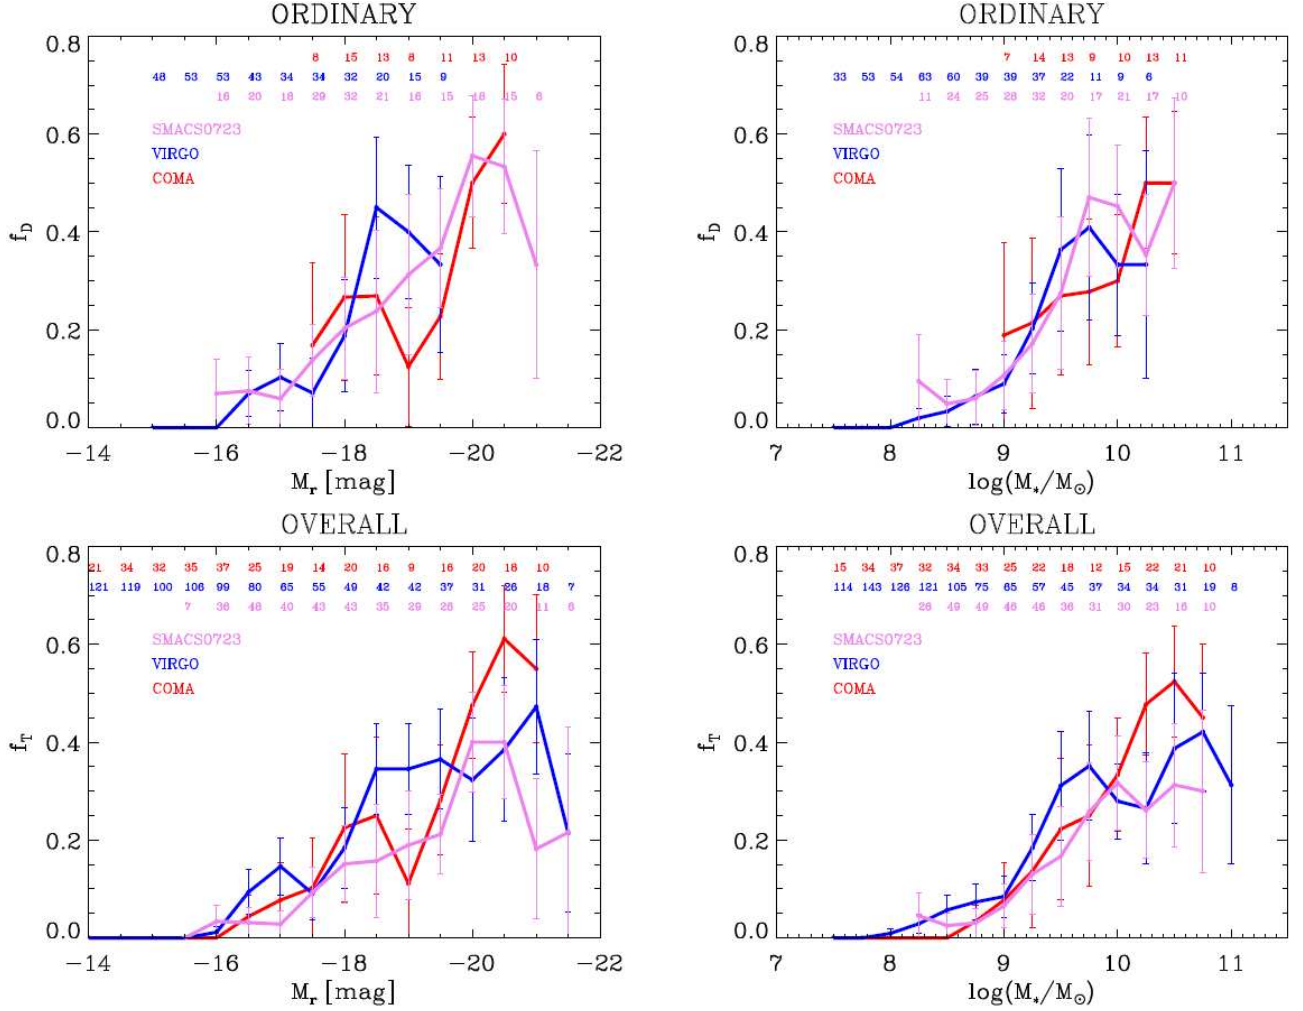 ORDINARY
0.8
0.6
0.4
0.2
0.0
f_D
8 15 13 8 11 13 10
48 53 53 43 34 34 32 20 15 9
16 20 18 29 32 21 16 15 18 15 6
SMACS0723
VIRGO
COMA
−14 −16 −18 −20 −22
M_r [mag]
ORDINARY
0.8
0.6
0.4
0.2
0.0
f_D
7 14 13 9 10 13 11
33 53 54 63 60 39 39 37 22 11 9 6
11 24 25 28 32 20 17 21 17 10
SMACS0723
VIRGO
COMA
7 8 9 10 11
log(M_*/M_⊙)
OVERALL
0.8
0.6
0.4
0.2
0.0
f_T
21 34 32 35 37 25 19 14 20 16 9 16 20 18 10
121 119 100 106 99 80 65 55 49 42 42 37 31 26 18 7
7 36 48 40 43 43 35 29 28 25 20 11 6
SMACS0723
VIRGO
COMA
−14 −16 −18 −20 −22
M_r [mag]
OVERALL
0.8
0.6
0.4
0.2
0.0
f_T
15 34 37 32 34 33 25 22 18 12 15 22 21 10
114 143 126 121 105 75 65 57 45 37 34 34 31 19 8
26 49 49 46 46 36 31 30 23 16 10
SMACS0723
VIRGO
COMA
7 8 9 10 11
log(M_*/M_⊙)